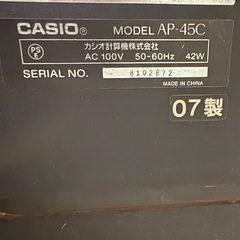 CASIO® MODEL AP-45C
PS E
カシオ計算機株式会社
AC 100V 50-60Hz 42W
SERIAL NO. 8102672
MADE IN CHINA
07製